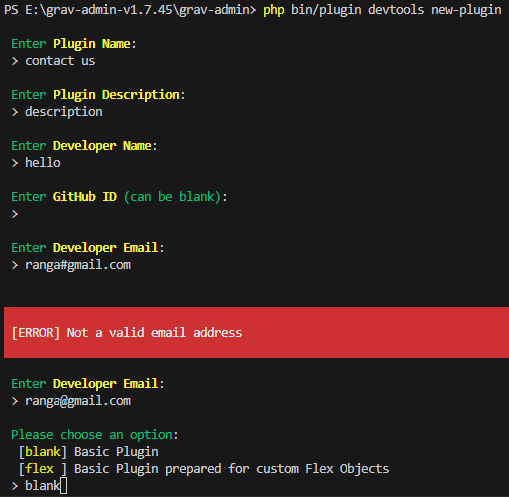 PS E:\grav-admin-v1.7.45\grav-admin> php bin/plugin devtools new-plugin
Enter Plugin Name:
> contact us
Enter Plugin Description:
> description
Enter Developer Name:
> hello
Enter GitHub ID (can be blank):
>
Enter Developer Email:
> ranga#gmail.com
[ERROR] Not a valid email address
Enter Developer Email:
> ranga@gmail.com
Please choose an option:
[blank] Basic Plugin
[flex ] Basic Plugin prepared for custom Flex Objects
> blank